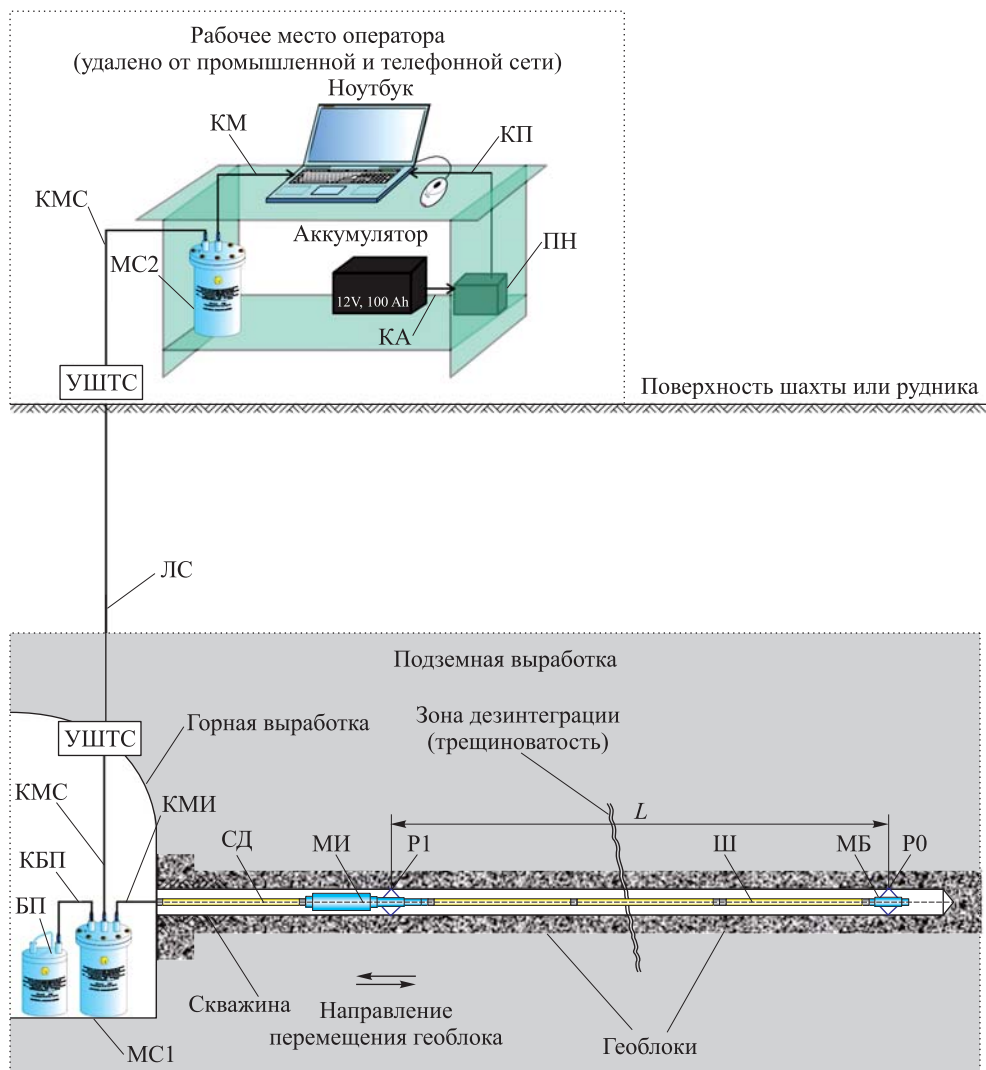 Рабочее место оператора
(удалено от промышленной и телефонной сети)
Ноутбук
КМ
КП
КМС
Аккумулятор
ПН
МС2
12V, 100 Ah
КА
УШТС
Поверхность шахты или рудника
ЛС
Подземная выработка
Горная выработка
Зона дезинтеграции
(трещиноватость)
УШТС
КМС
КМИ
L
КБП
СД
МИ
Р1
Ш
МБ
Р0
БП
Скважина
Направление
перемещения геоблока
Геоблоки
МС1